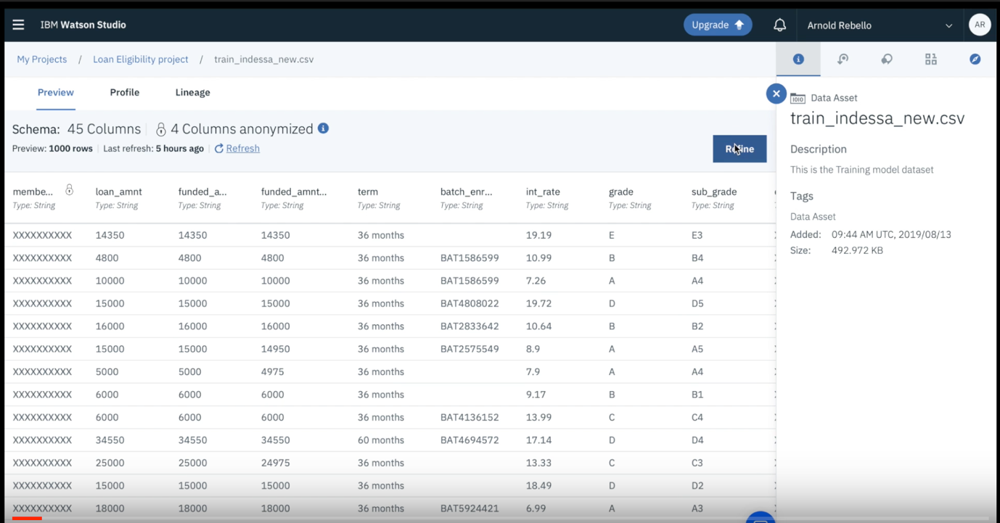 IBM Watson Studio Upgrade Arnold Rebello AR
My Projects / Loan Eligibility project / train_indessa_new.csv
Preview Profile Lineage
Schema: 45 Columns 4 Columns anonymized
Preview: 1000 rows Last refresh: 5 hours ago Refresh
Refine
membe... loan_amnt funded_a... funded_amnt... term batch_enr... int_rate grade sub_grade
Type: String Type: String Type: String Type: String Type: String Type: String Type: String Type: String Type: String
XXXXXXXXXX 14350 14350 14350 36 months 19.19 E E3
XXXXXXXXXX 4800 4800 4800 36 months BAT1586599 10.99 B B4
XXXXXXXXXX 10000 10000 10000 36 months BAT1586599 7.26 A A4
XXXXXXXXXX 15000 15000 15000 36 months BAT4808022 19.72 D D5
XXXXXXXXXX 16000 16000 16000 36 months BAT2833642 10.64 B B2
XXXXXXXXXX 15000 15000 14950 36 months BAT2575549 8.9 A A5
XXXXXXXXXX 5000 5000 4975 36 months 7.9 A A4
XXXXXXXXXX 6000 6000 6000 36 months 9.17 B B1
XXXXXXXXXX 6000 6000 6000 36 months BAT4136152 13.99 C C4
XXXXXXXXXX 34550 34550 34550 60 months BAT4694572 17.14 D D4
XXXXXXXXXX 25000 25000 24975 36 months 13.33 C C3
XXXXXXXXXX 15000 15000 15000 36 months 18.49 D D2
XXXXXXXXXX 18000 18000 18000 36 months BAT5924421 6.99 A A3
Data Asset
train_indessa_new.csv
Description
This is the Training model dataset
Tags
Data Asset
Added: 09:44 AM UTC, 2019/08/13
Size: 492.972 KB